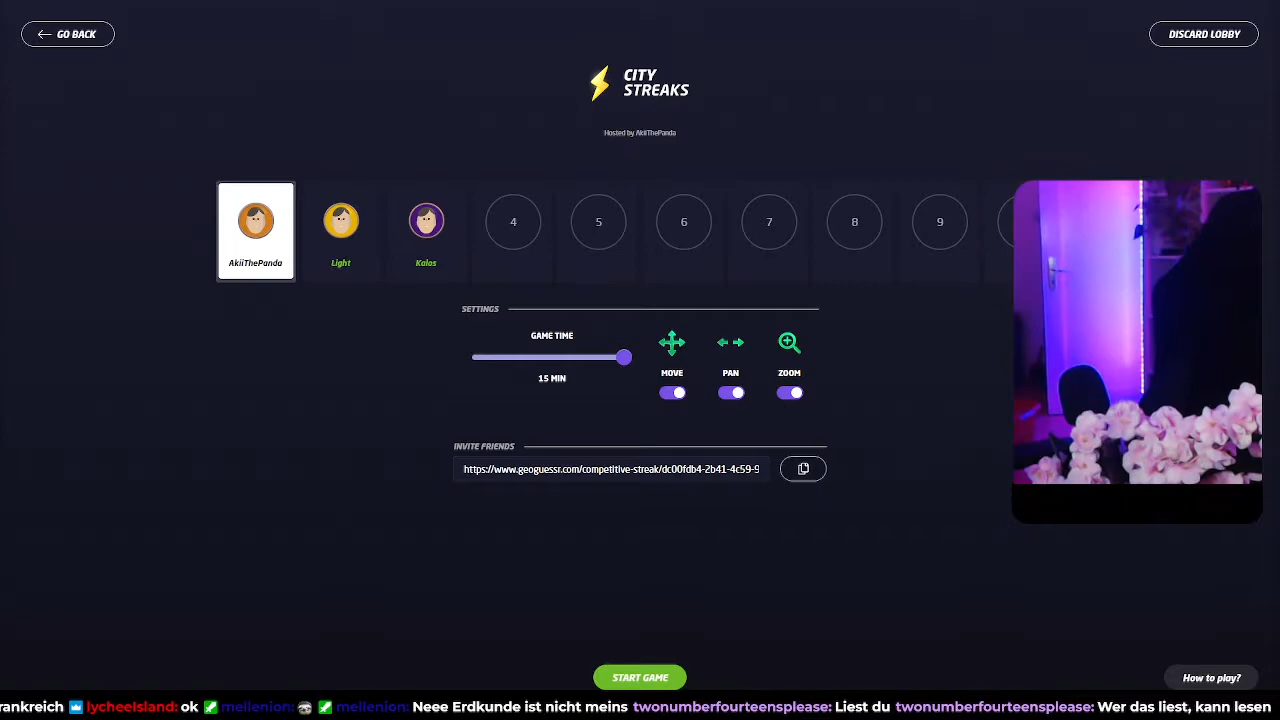 GO BACK
DISCARD LOBBY
CITY
STREAKS
Hosted by AkiiThePanda
4
5
6
7
8
9
AkiiThePanda
Light
Kalos
SETTINGS
GAME TIME
15 MIN
MOVE
PAN
ZOOM
INVITE FRIENDS
https://www.geoguessr.com/competitive-streak/dc00fdb4-2b41-4c59-9
START GAME
How to play?
rankreich lycheeIsland: ok mellenion: mellenion: Neee Erdkunde ist nicht meins twonumberfourteensplease: Liest du twonumberfourteensplease: Wer das liest, kann lesen